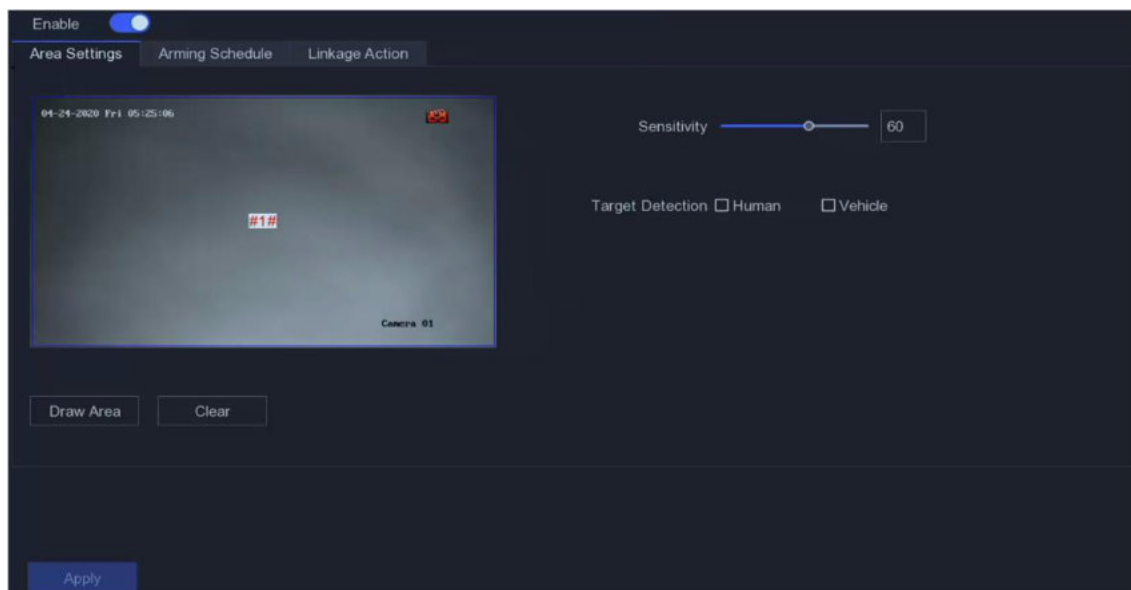 Enable
Area Settings Arming Schedule Linkage Action
04-24-2020 Fri 05:25:06
Sensitivity 60
Target Detection Human Vehicle
#1#
Camera 01
Draw Area Clear
Apply